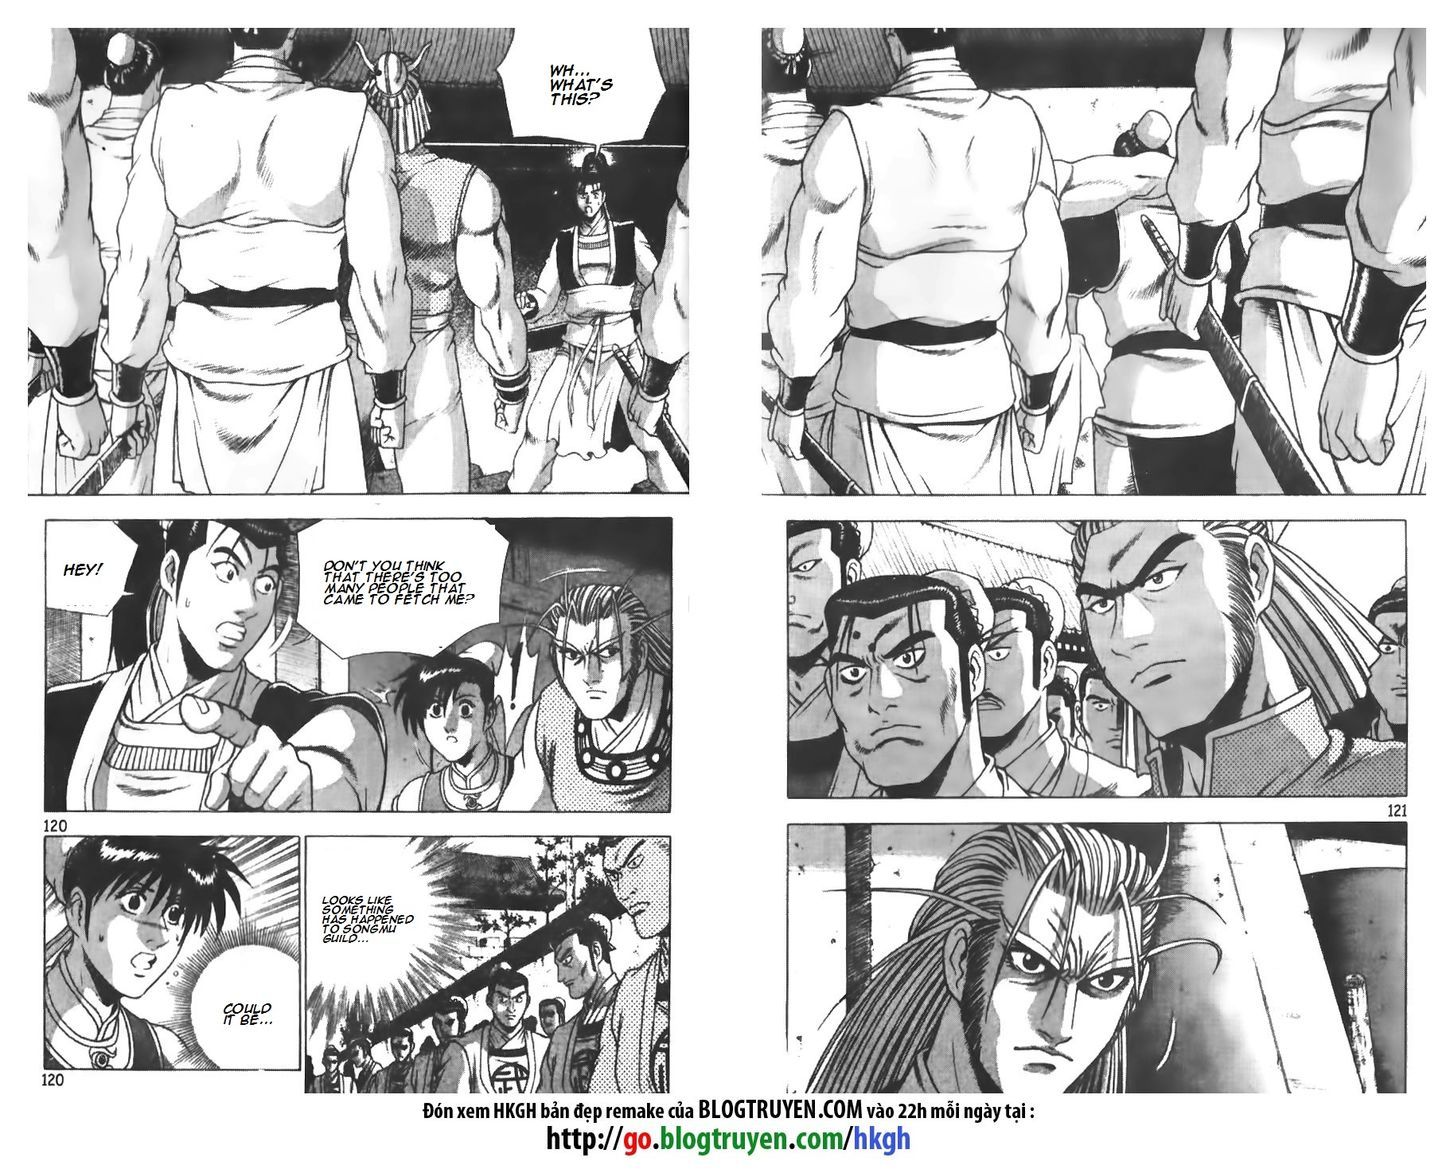 WH...
WHAT'S
THIS?
HEY!
DON'T YOU THINK
THAT THERE'S TOO
MANY PEOPLE THAT
CAME TO FETCH ME?
120
COULD
IT BE...
LOOKS LIKE
SOMETHING
HAS HAPPENED
TO SONGMU
GUILD...
武
120
121
Đón xem HKGH bản đẹp remake của BLOGTRUYEN.COM vào 22h mỗi ngày tại :
http://go.blogtruyen.com/hkgh